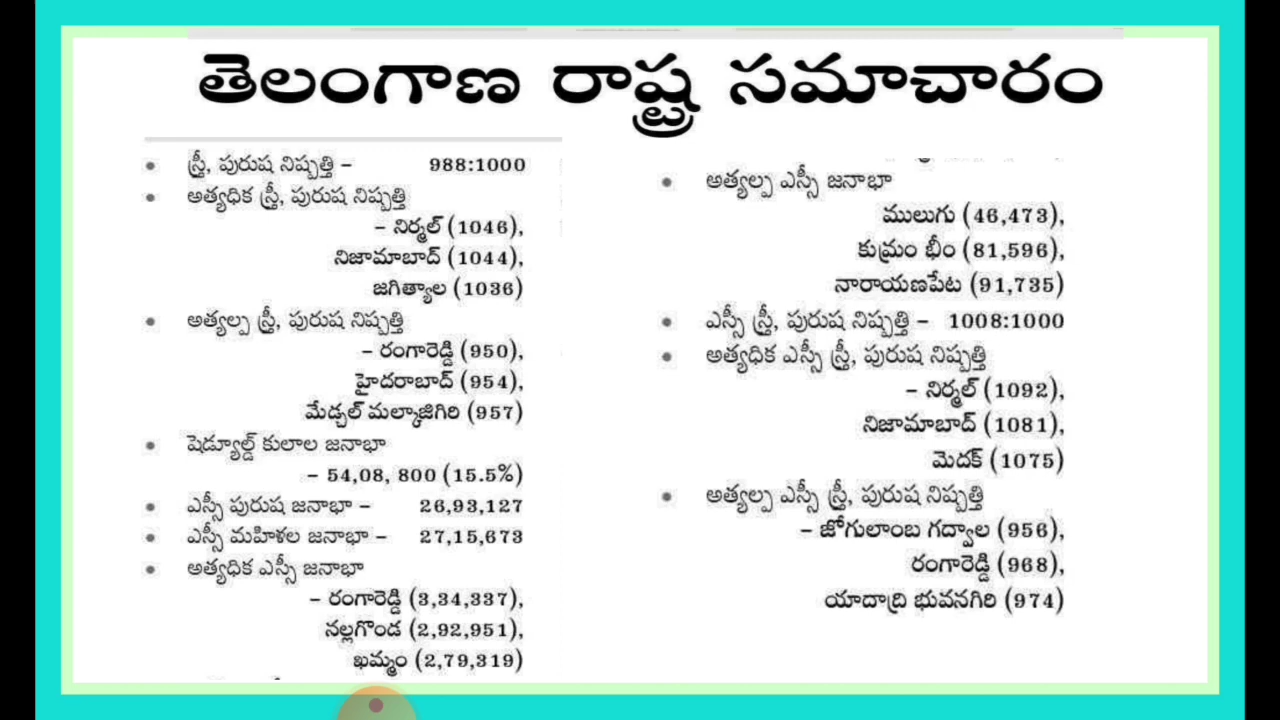 తెలంగాణ రాష్ట్ర సమాచారం
• స్త్రీ, పురుష నిష్పత్తి – 988:1000
• అత్యధిక స్త్రీ, పురుష నిష్పత్తి
– నిర్మల్ (1046),
నిజామాబాద్ (1044),
జగిత్యాల (1036)
• అత్యల్ప స్త్రీ, పురుష నిష్పత్తి
– రంగారెడ్డి (950),
హైదరాబాద్ (954),
మేడ్చల్ మల్కాజిగిరి (957)
• షెడ్యూల్డ్ కులాల జనాభా
– 54,08, 800 (15.5%)
• ఎస్సీ పురుష జనాభా – 26,93,127
• ఎస్సీ మహిళల జనాభా – 27,15,673
• అత్యధిక ఎస్సీ జనాభా
– రంగారెడ్డి (3,34,337),
నల్లగొండ (2,92,951),
ఖమ్మం (2,79,319)
• అత్యల్ప ఎస్సీ జనాభా
ములుగు (46,473),
కుమ్రం భీం (81,596),
నారాయణపేట (91,735)
• ఎస్సీ స్త్రీ, పురుష నిష్పత్తి – 1008:1000
• అత్యధిక ఎస్సీ స్త్రీ, పురుష నిష్పత్తి
– నిర్మల్ (1092),
నిజామాబాద్ (1081),
మెదక్ (1075)
• అత్యల్ప ఎస్సీ స్త్రీ, పురుష నిష్పత్తి
– జోగులాంబ గద్వాల (956),
రంగారెడ్డి (968),
యాదాద్రి భువనగిరి (974)